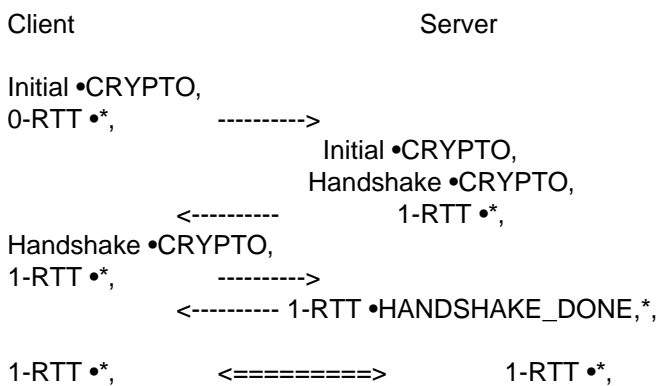 Client Server
Initial •CRYPTO,
0-RTT •*, ---------->
Initial •CRYPTO,
Handshake •CRYPTO,
<---------- 1-RTT •*,
Handshake •CRYPTO,
1-RTT •*, ---------->
<---------- 1-RTT •HANDSHAKE_DONE,*,
1-RTT •*, <=========> 1-RTT •*,